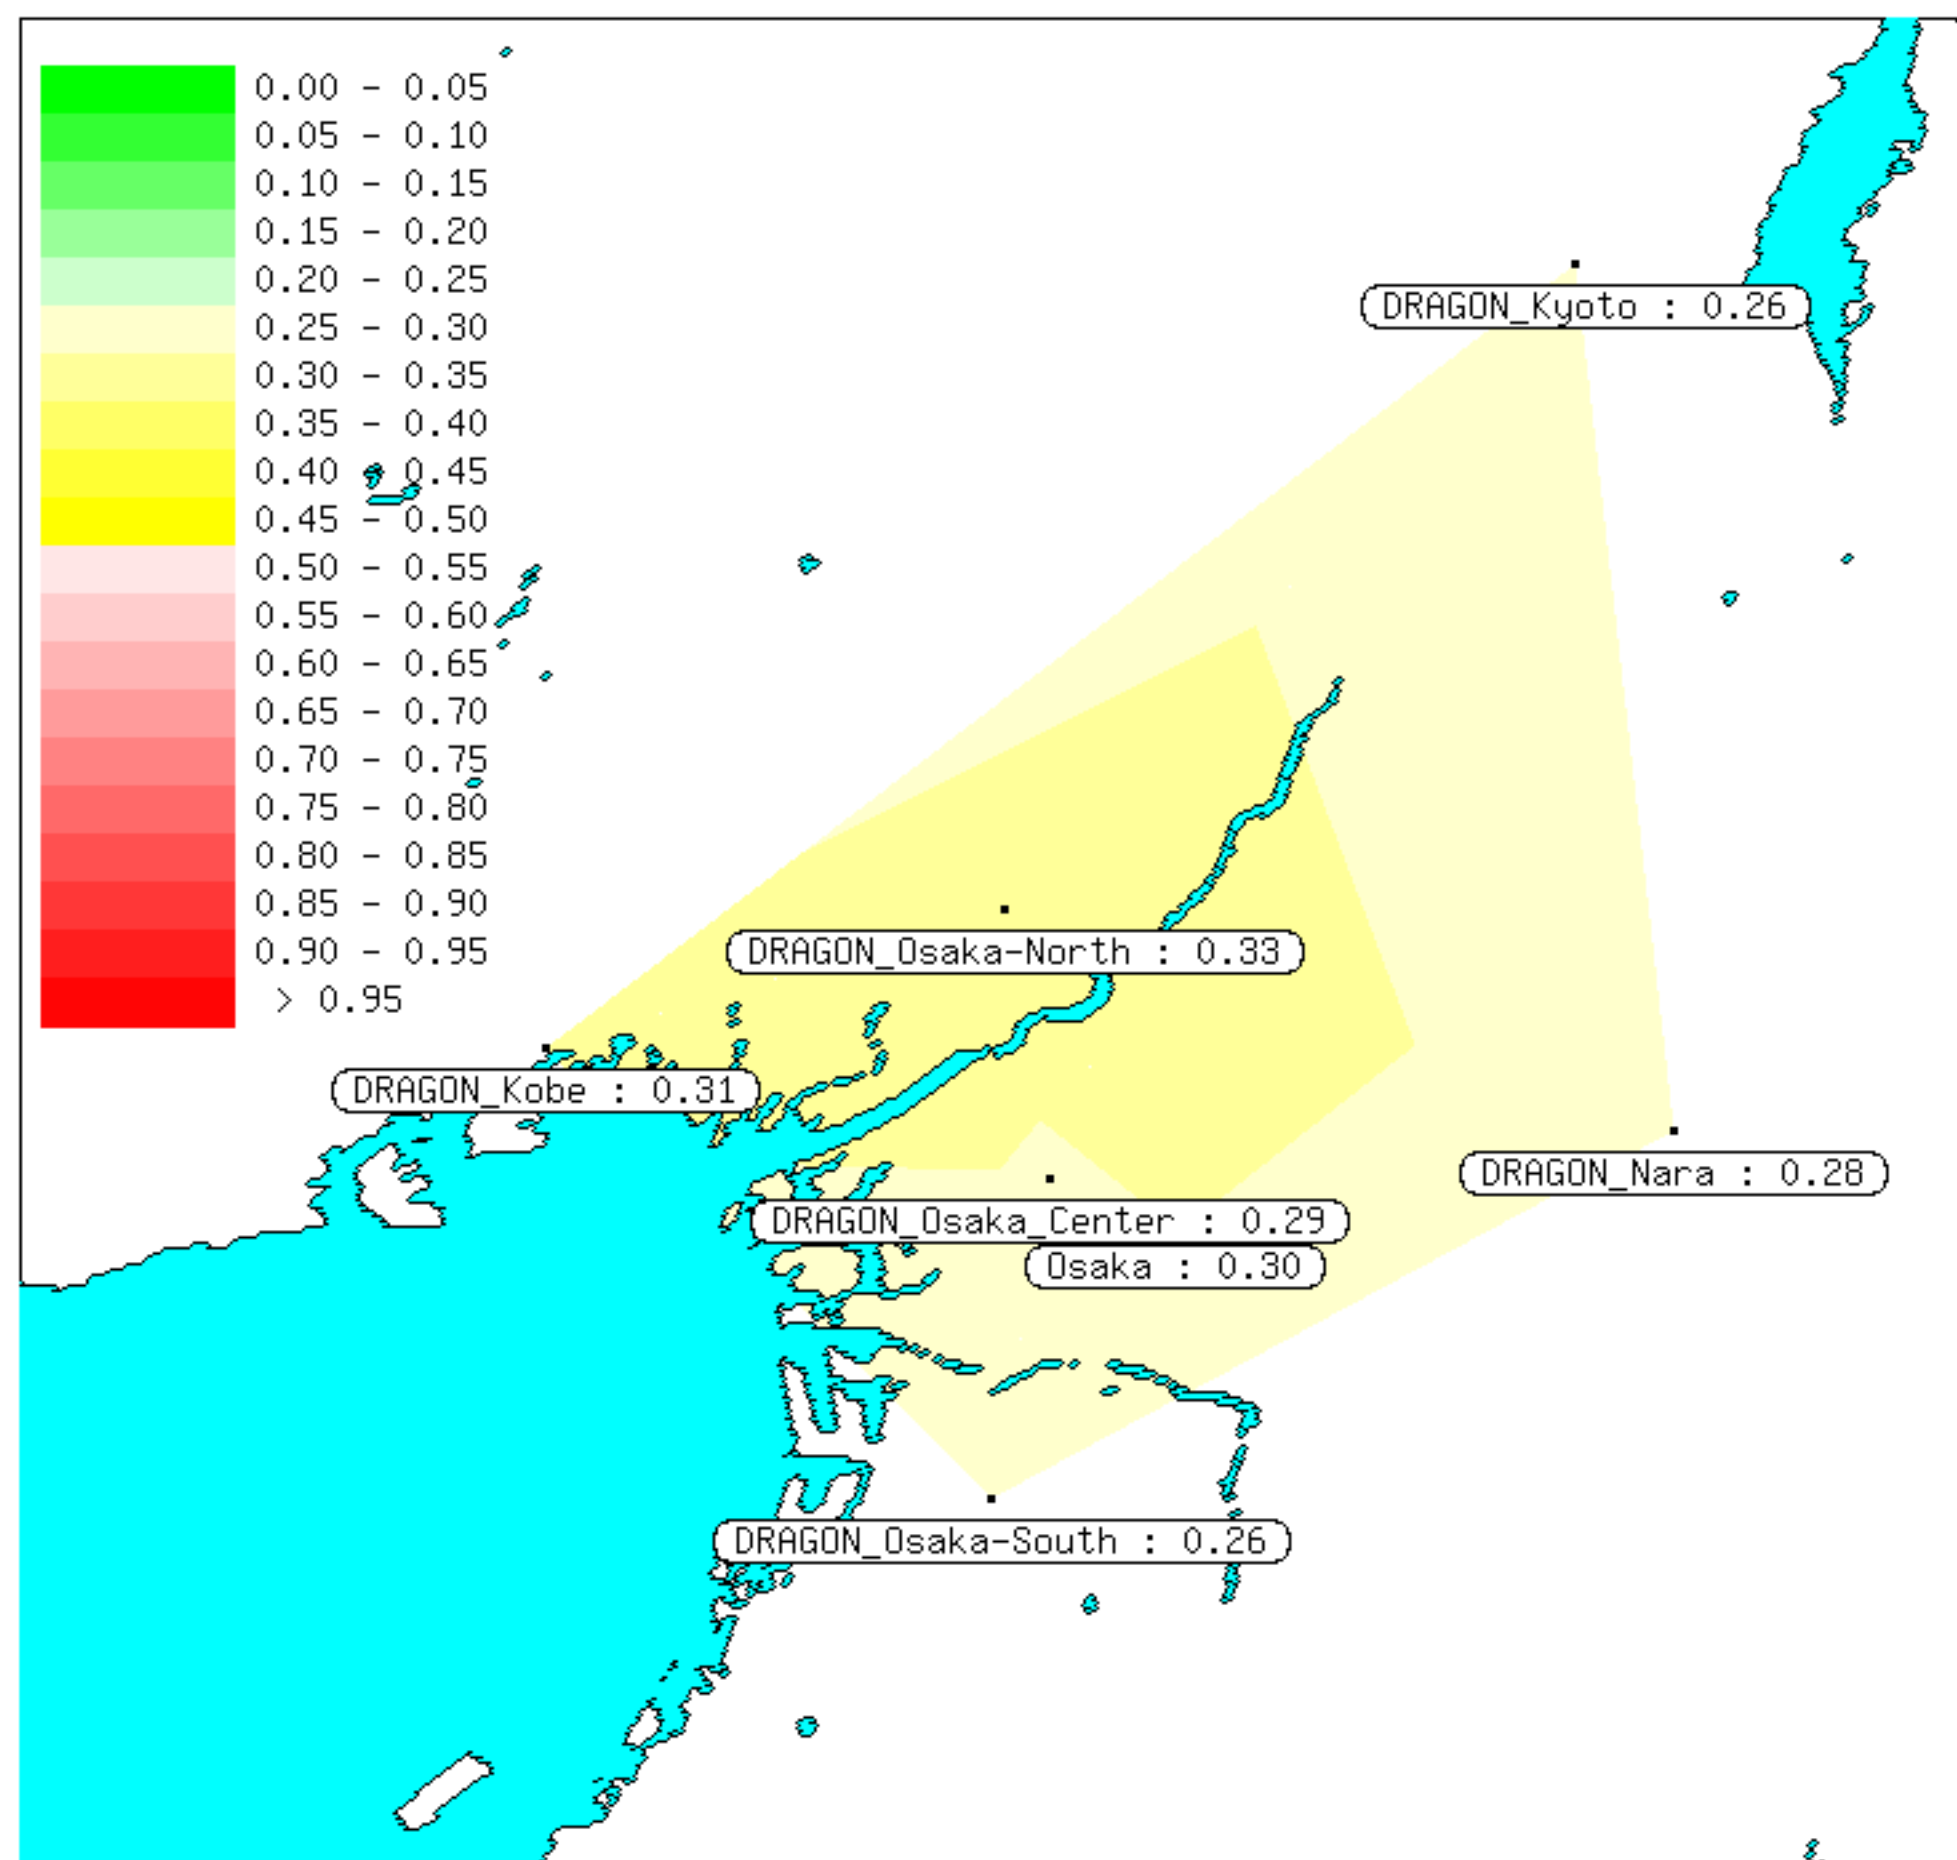 0.00 - 0.05
0.05 - 0.10
0.10 - 0.15
0.15 - 0.20
0.20 - 0.25
0.25 - 0.30
0.30 - 0.35
0.35 - 0.40
0.40 - 0.45
0.45 - 0.50
0.50 - 0.55
0.55 - 0.60
0.60 - 0.65
0.65 - 0.70
0.70 - 0.75
0.75 - 0.80
0.80 - 0.85
0.85 - 0.90
0.90 - 0.95
> 0.95
DRAGON_Kyoto : 0.26
DRAGON_Osaka-North : 0.33
DRAGON_Kobe : 0.31
DRAGON_Nara : 0.28
DRAGON_Osaka_Center : 0.29
Osaka : 0.30
DRAGON_Osaka-South : 0.26